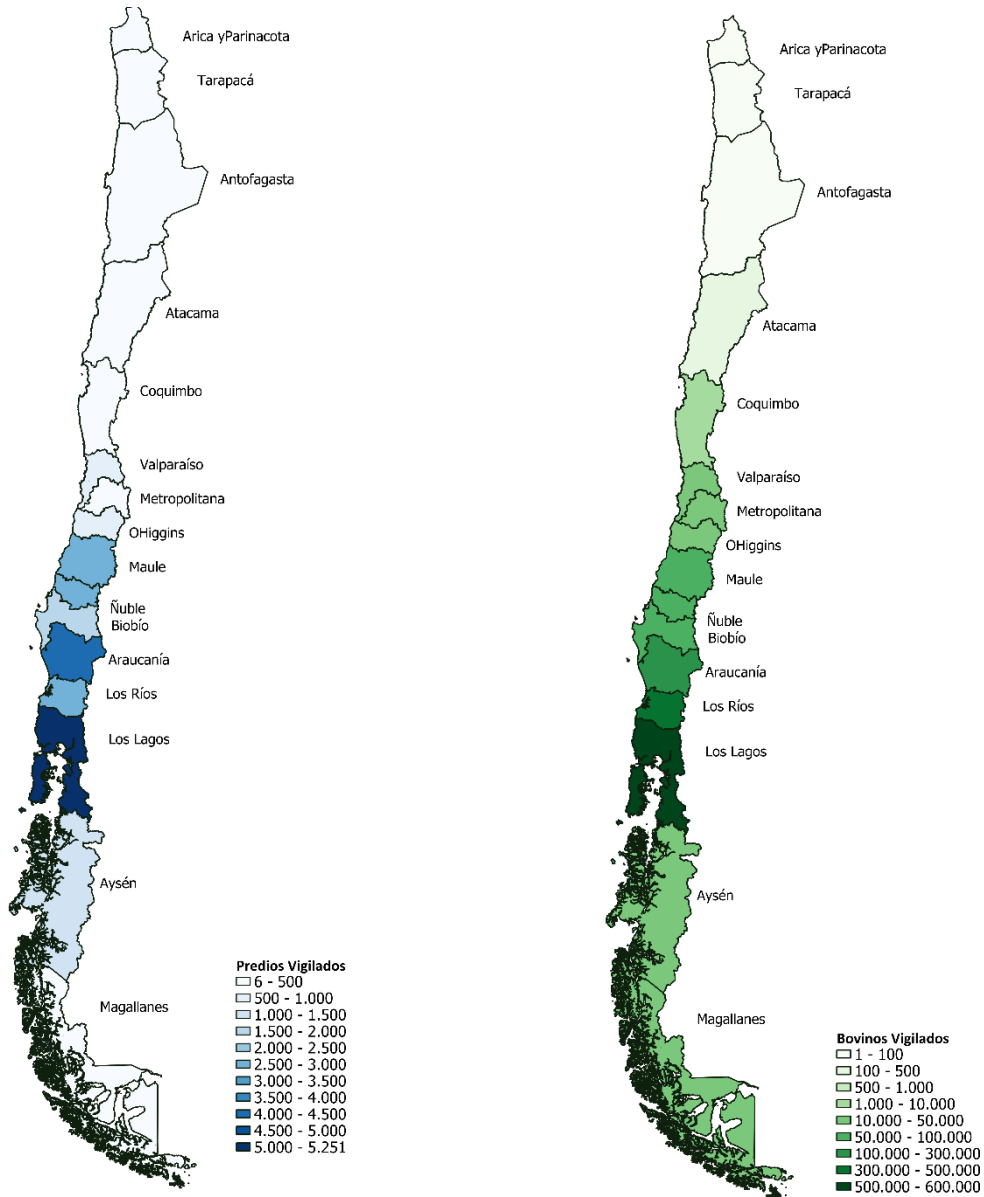 Arica yParinacota
Tarapacá
Antofagasta
Atacama
Coquimbo
Valparaíso
Metropolitana
OHiggins
Maule
Ñuble
Biobío
Araucanía
Los Ríos
Los Lagos
Aysén
Magallanes
Predios Vigilados
6 - 500
500 - 1.000
1.000 - 1.500
1.500 - 2.000
2.000 - 2.500
2.500 - 3.000
3.000 - 3.500
3.500 - 4.000
4.000 - 4.500
4.500 - 5.000
5.000 - 5.251
Arica yParinacota
Tarapacá
Antofagasta
Atacama
Coquimbo
Valparaíso
Metropolitana
OHiggins
Maule
Ñuble
Biobío
Araucanía
Los Ríos
Los Lagos
Aysén
Magallanes
Bovinos Vigilados
1 - 100
100 - 500
500 - 1.000
1.000 - 10.000
10.000 - 50.000
50.000 - 100.000
100.000 - 300.000
300.000 - 500.000
500.000 - 600.000